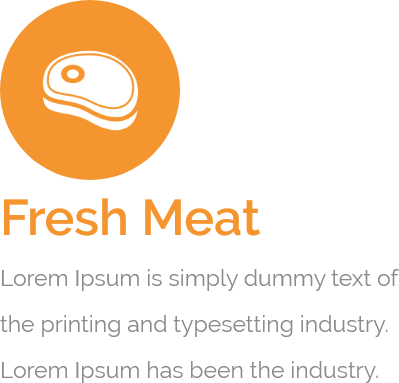 Fresh Meat
Lorem Ipsum is simply dummy text of
the printing and typesetting industry.
Lorem Ipsum has been the industry.